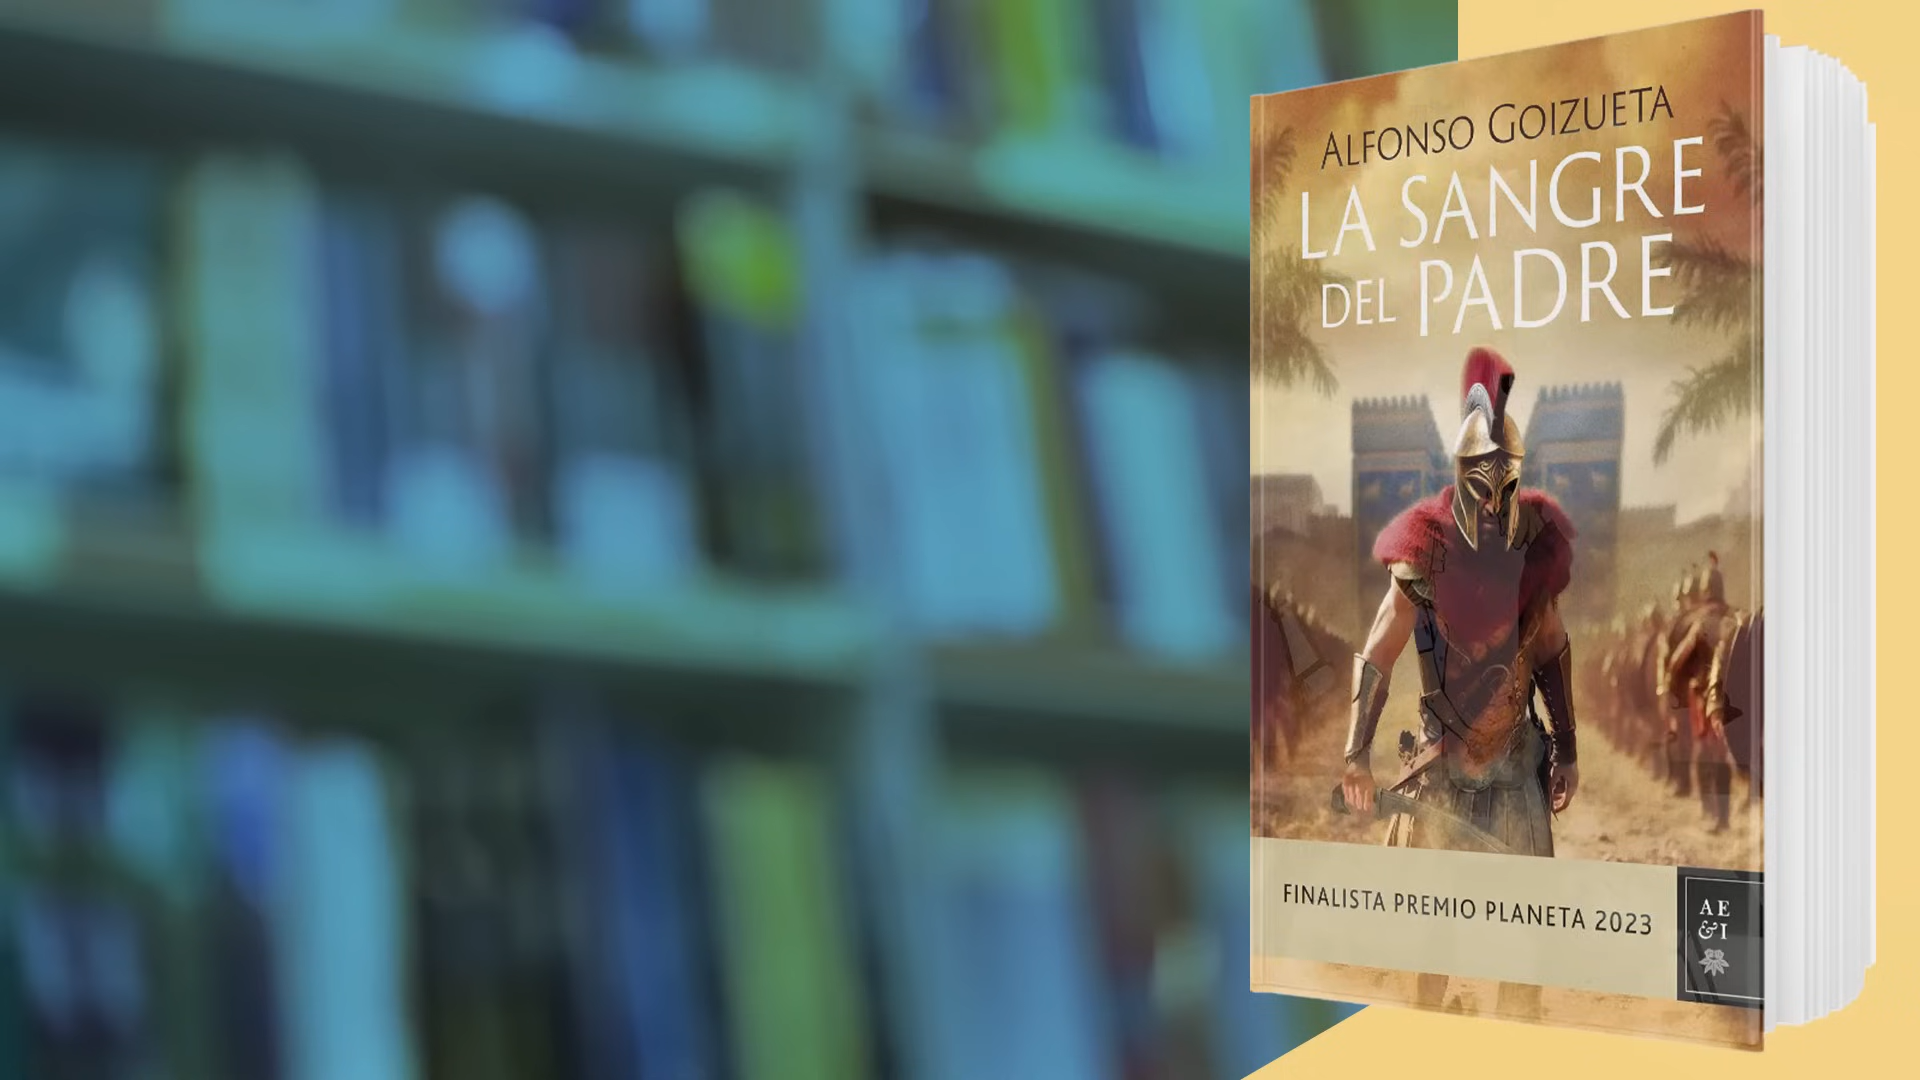 ALFONSO GOIZUETA
LA SANGRE
DEL PADRE
FINALISTA PREMIO PLANETA 2023
AE
&I